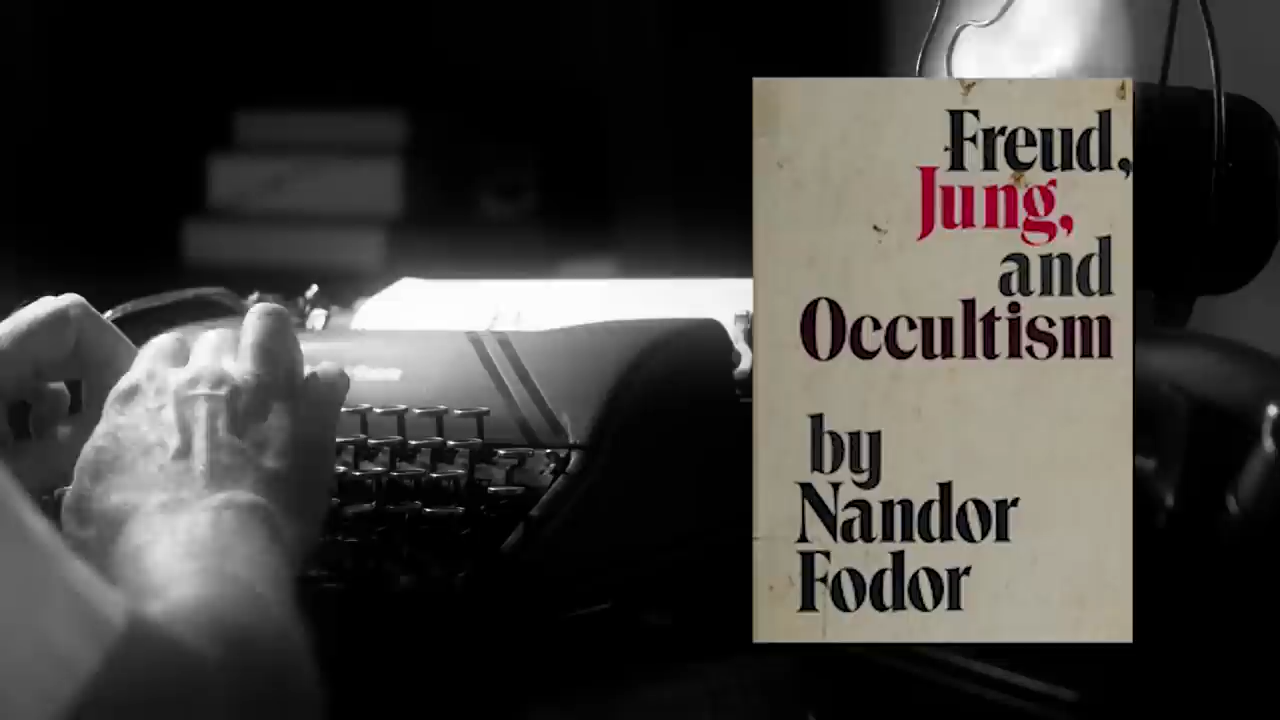 Freud,
Jung,
and
Occultism
by
Nandor
Fodor